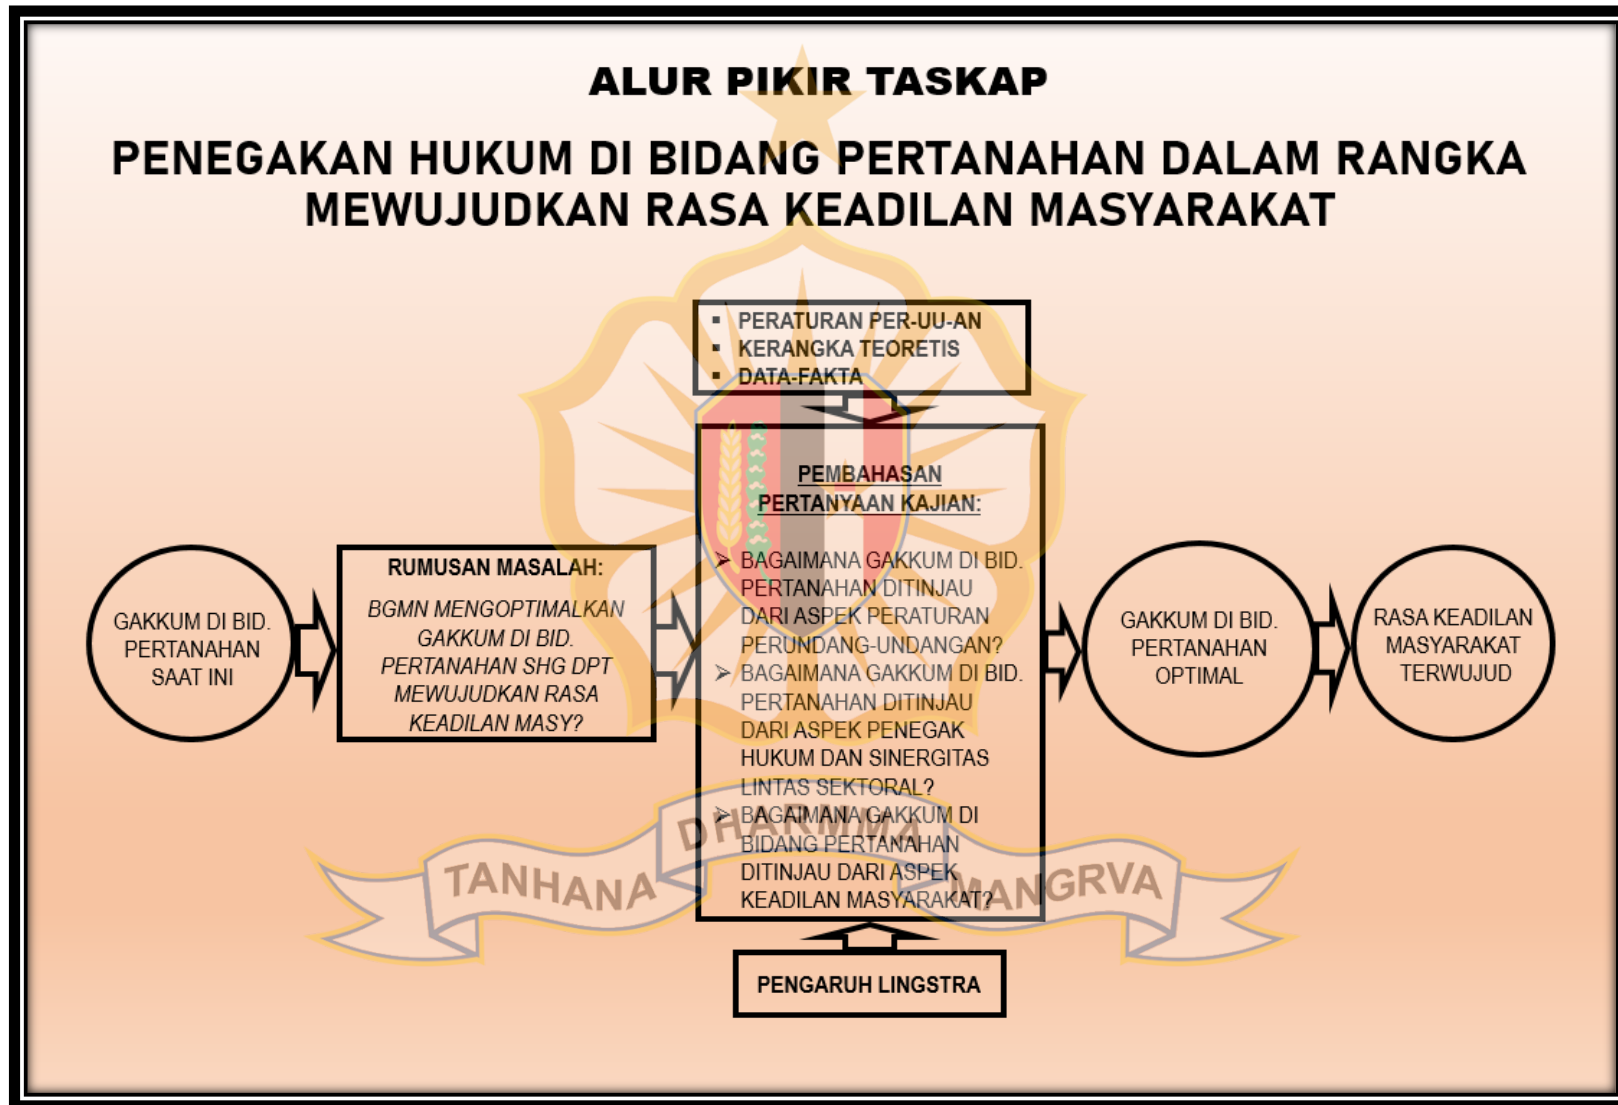 ALUR PIKIR TASKAP
PENEGAKAN HUKUM DI BIDANG PERTANAHAN DALAM RANGKA
MEWUJUDKAN RASA KEADILAN MASYARAKAT
▪ PERATURAN PER-UU-AN
▪ KERANGKA TEORETIS
▪ DATA-FAKTA
GAKKUM DI BID.
PERTANAHAN
SAAT INI
RUMUSAN MASALAH:
BGMN MENGOPTIMALKAN
GAKKUM DI BID.
PERTANAHAN SHG DPT
MEWUJUDKAN RASA
KEADILAN MASY?
PEMBAHASAN
PERTANYAAN KAJIAN:
➢ BAGAIMANA GAKKUM DI BID.
PERTANAHAN DITINJAU
DARI ASPEK PERATURAN
PERUNDANG-UNDANGAN?
➢ BAGAIMANA GAKKUM DI BID.
PERTANAHAN DITINJAU
DARI ASPEK PENEGAK
HUKUM DAN SINERGITAS
LINTAS SEKTORAL?
➢ BAGAIMANA GAKKUM DI
BIDANG PERTANAHAN
DITINJAU DARI ASPEK
KEADILAN MASYARAKAT?
GAKKUM DI BID.
PERTANAHAN
OPTIMAL
RASA KEADILAN
MASYARAKAT
TERWUJUD
PENGARUH LINGSTRA
TANHANA DHARMMA MANGRVA